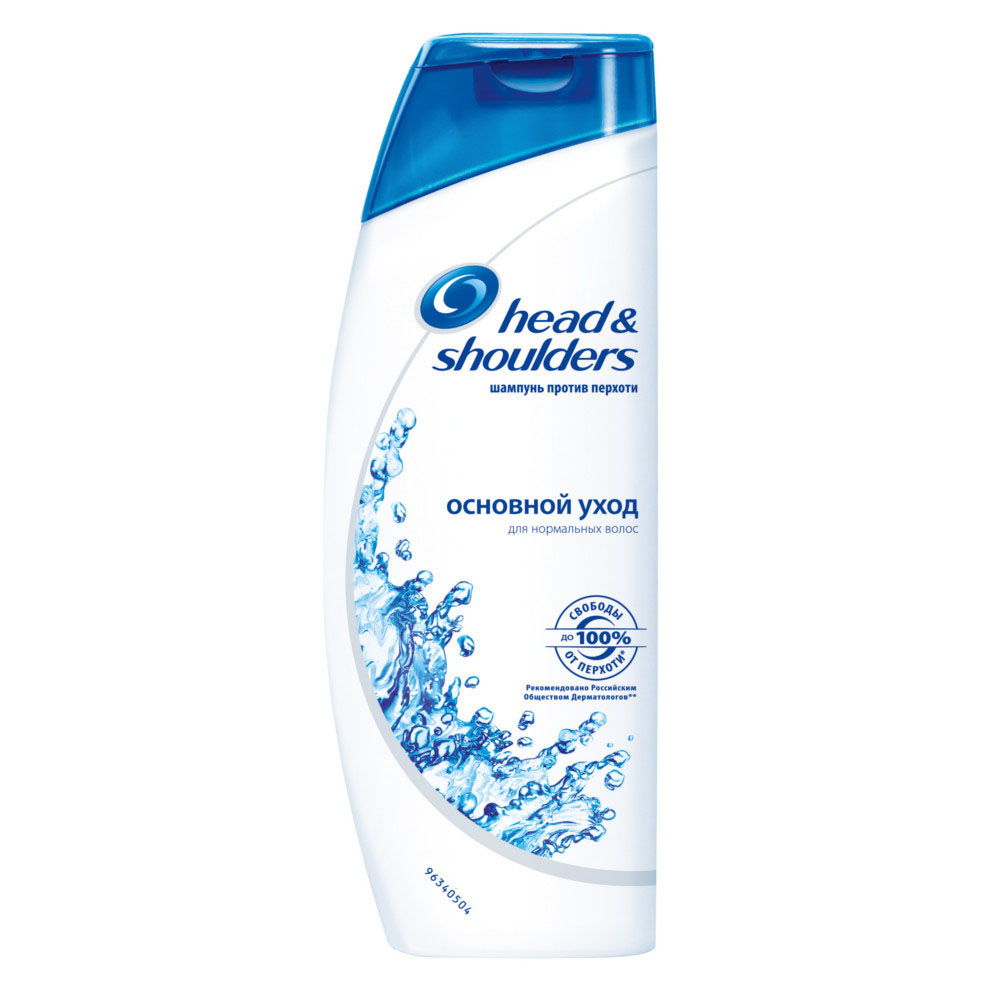 head &
shoulders
шампунь против перхоти
основной уход
для нормальных волос
СВОБОДЫ
ДО 100%
ОТ ПЕРХОТИ*
Рекомендовано Российским
Обществом Дерматологов**
96340504